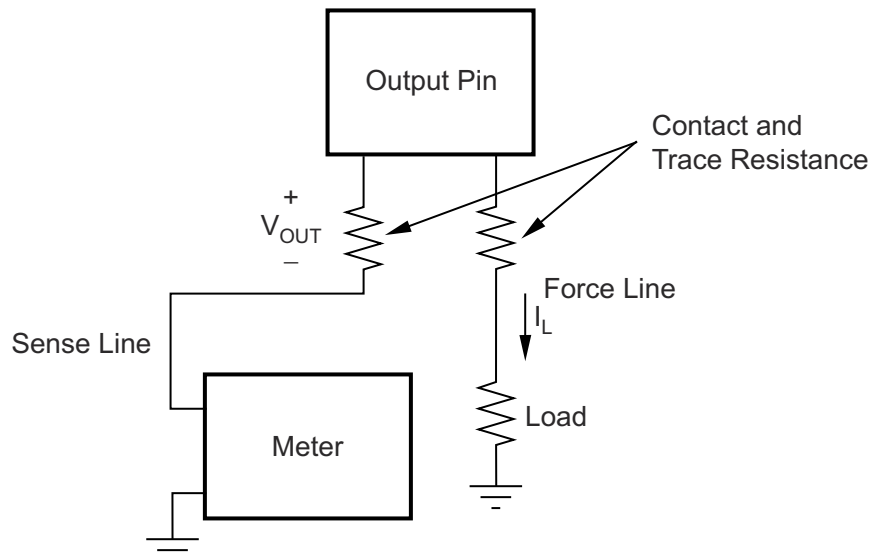 Output Pin
Contact and
Trace Resistance
+
V_OUT
–
Force Line
I_L
Sense Line
Load
Meter